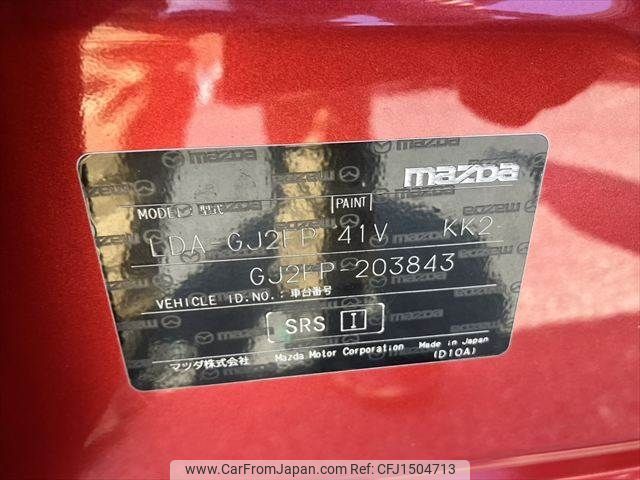 mazda
MODEL: 型式 PAINT
LDA-GJ2FP 41V KK2
GJ2FP-203843
VEHICLE ID.NO.: 車台番号
SRS I
マツダ株式会社 Mazda Motor Corporation Made in Japan
(D10A)
www.CarFromJapan.com REFNO: CFJ1504713